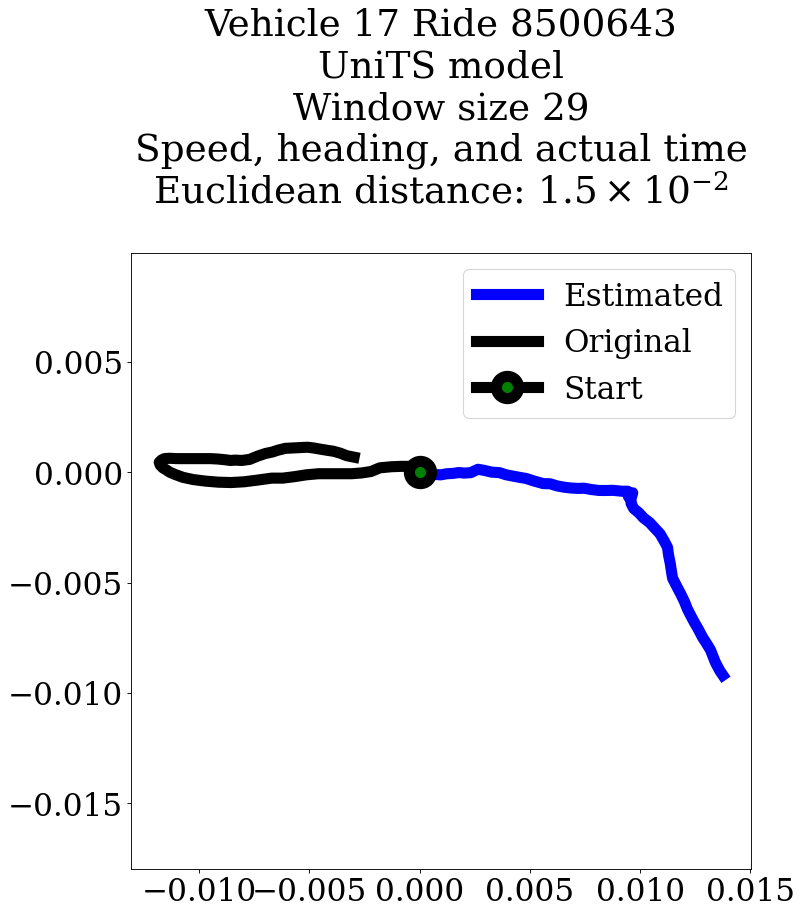 Vehicle 17 Ride 8500643
UniTS model
Window size 29
Speed, heading, and actual time
Euclidean distance: 1.5 × 10⁻²
Estimated
Original
Start
0.005
0.000
−0.005
−0.010
−0.015
−0.010 −0.005 0.000 0.005 0.010 0.015